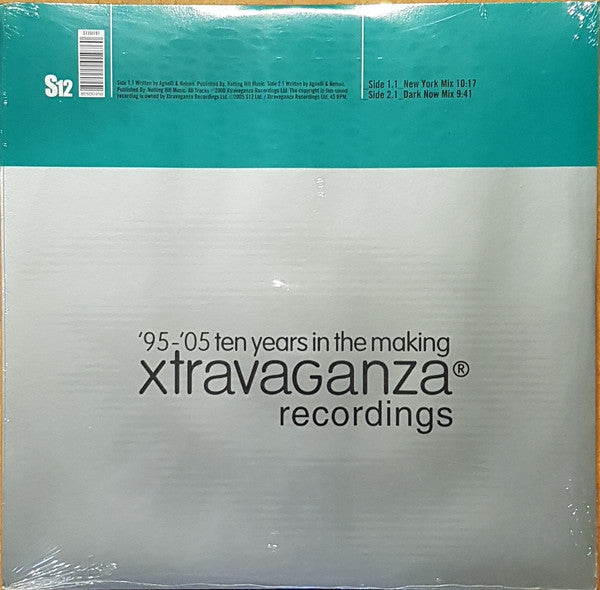 S12DJ197
S12
Side 1.1 Written by Agnelli & Nelson. Published. By. Notting Hill Music. Side 2.1 Written by Agnelli & Nelson.
Published By. Notting Hill Music. All Tracks ©2000 Xtravaganza Recordings Ltd. The copyright in this sound
recording is owned by Xtravaganza Recordings Ltd. ©2005 S12 Ltd. / Xtravaganza Recordings Ltd. 45 RPM.
Side 1.1_New York Mix 10:17
Side 2.1_Dark Now Mix 9:41
'95-'05 ten years in the making
xtravaganza®
recordings